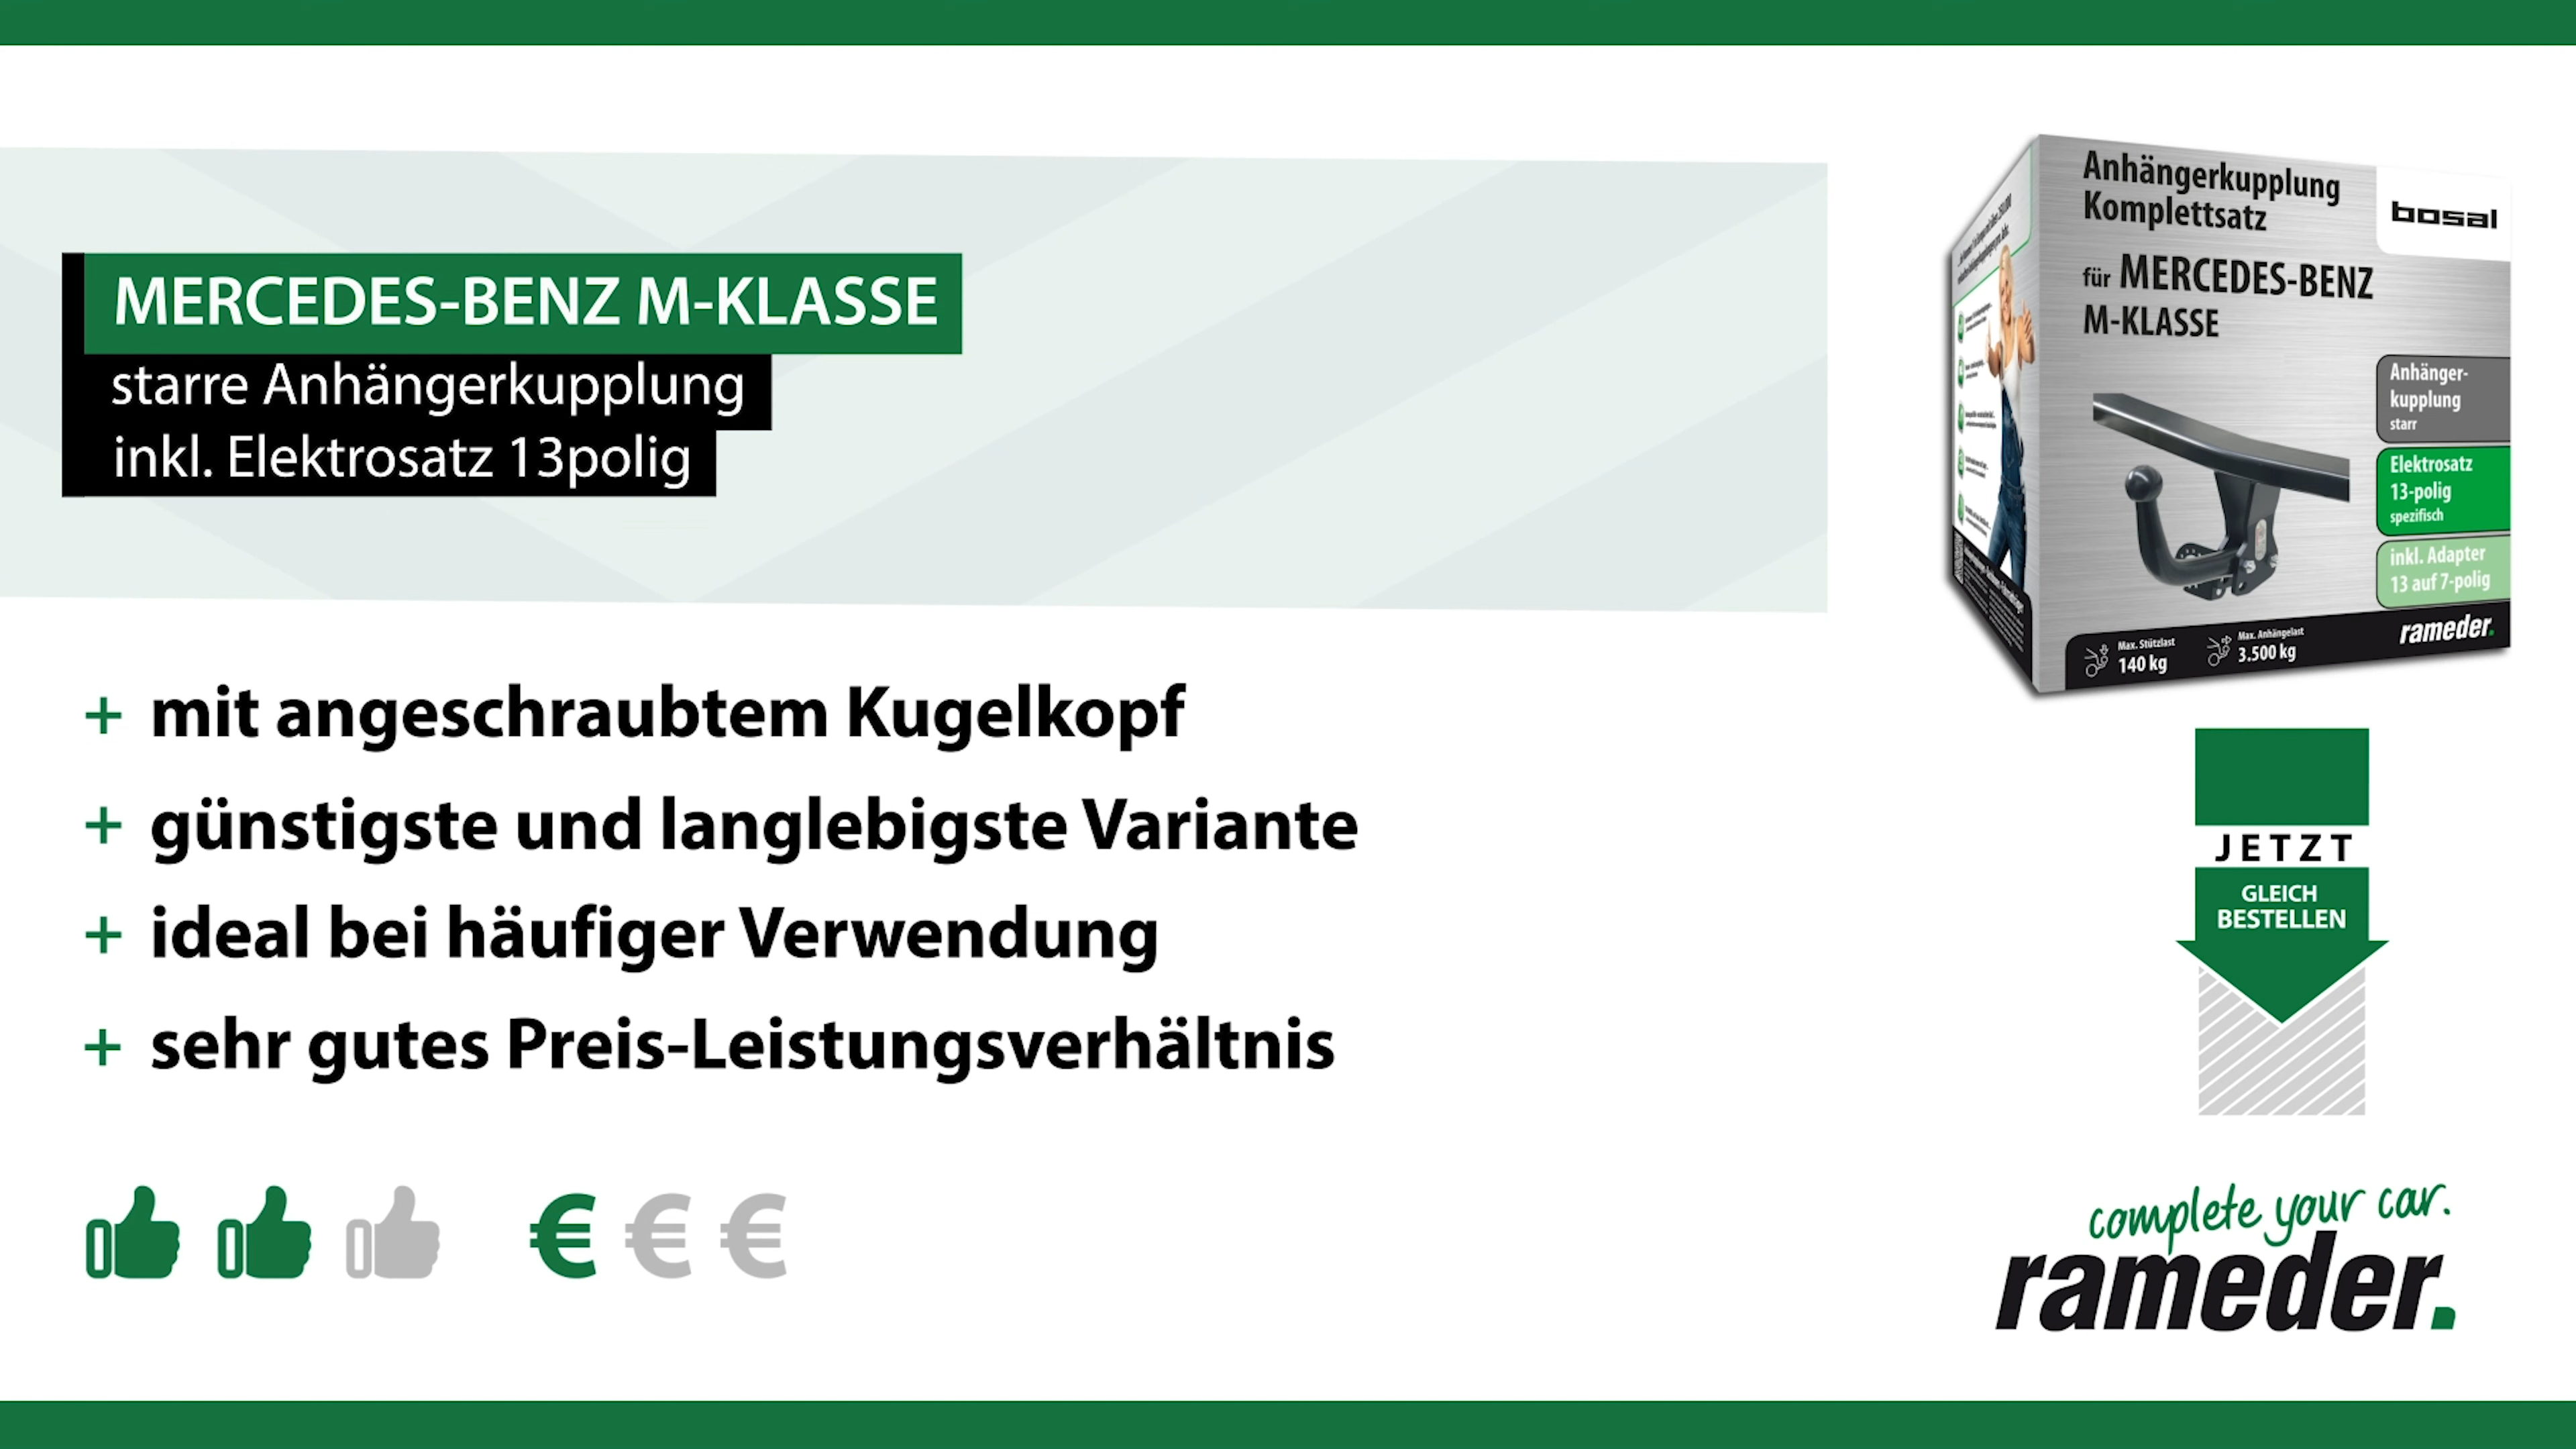 MERCEDES-BENZ M-KLASSE
starre Anhängerkupplung
inkl. Elektrosatz 13polig
+ mit angeschraubtem Kugelkopf
+ günstigste und langlebigste Variante
+ ideal bei häufiger Verwendung
+ sehr gutes Preis-Leistungsverhältnis
€ € €
Anhängerkupplung
Komplettsatz
bosal
für MERCEDES-BENZ
M-KLASSE
Anhänger-
kupplung
starr
Elektrosatz
13-polig
spezifisch
inkl. Adapter
13 auf 7-polig
Max. Stützlast
140 kg
Max. Anhängelast
3.500 kg
rameder.
JETZT
GLEICH
BESTELLEN
complete your car.
rameder.